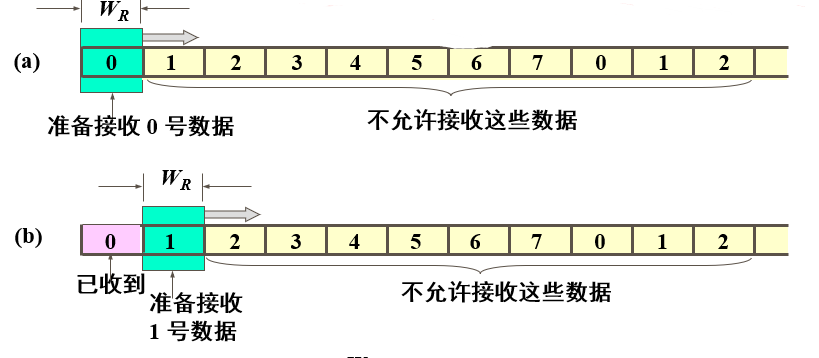 W_R
(a) 0 1 2 3 4 5 6 7 0 1 2
准备接收 0 号数据
不允许接收这些数据
W_R
(b) 0 1 2 3 4 5 6 7 0 1 2
已收到
准备接收
1 号数据
不允许接收这些数据